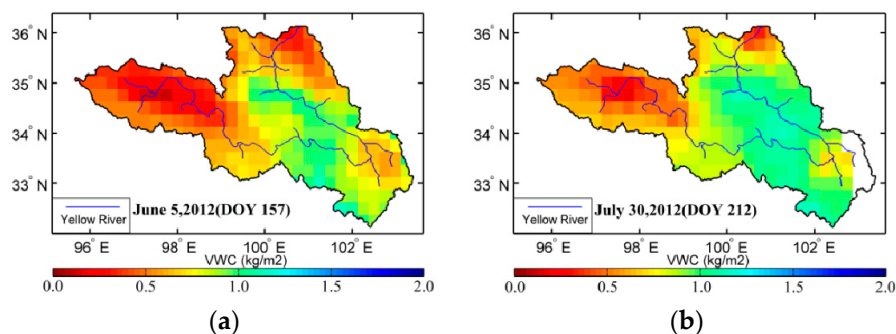 36° N
35° N
34° N
33° N
Yellow River
June 5,2012(DOY 157)
96° E 98° E 100° E 102° E
VWC (kg/m2)
0.0 0.5 1.0 1.5 2.0
(a)
36° N
35° N
34° N
33° N
Yellow River
July 30,2012(DOY 212)
96° E 98° E 100° E 102° E
VWC (kg/m2)
0.0 0.5 1.0 1.5 2.0
(b)